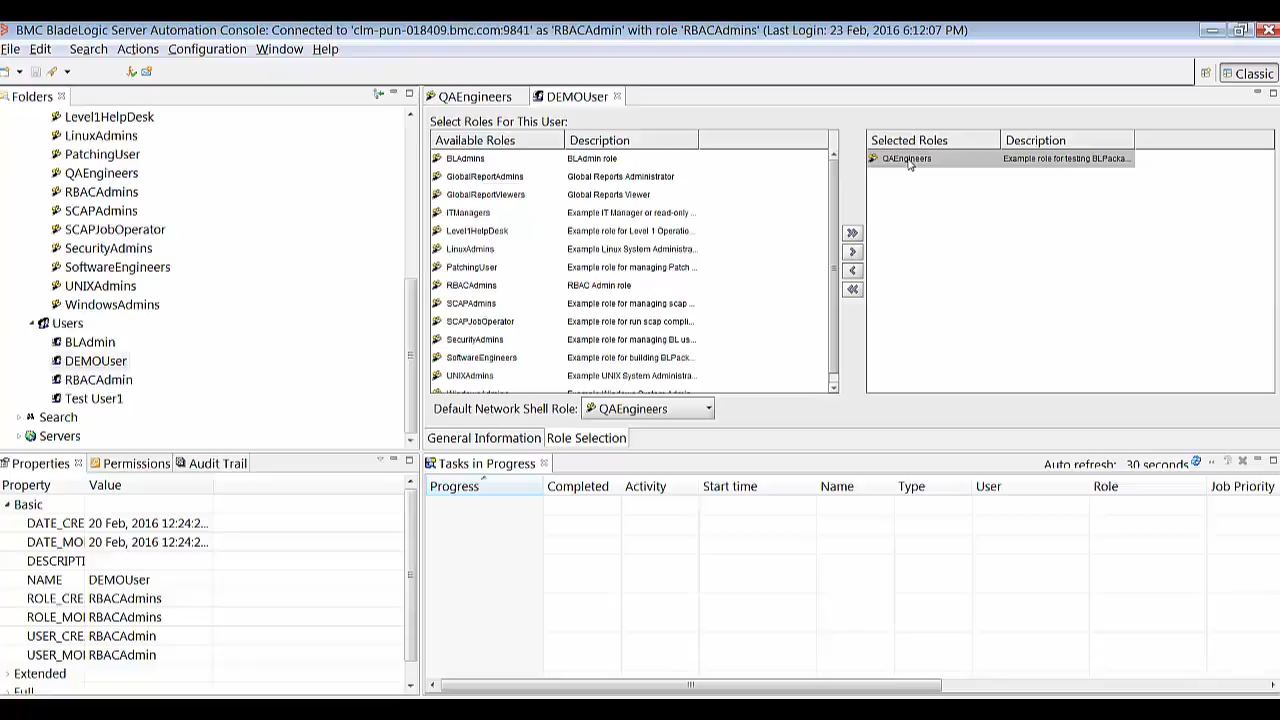 BMC BladeLogic Server Automation Console: Connected to 'clm-pun-018409.bmc.com:9841' as 'RBACAdmin' with role 'RBACAdmins' (Last Login: 23 Feb, 2016 6:12:07 PM)
File Edit Search Actions Configuration Window Help
Classic
Folders
Level1HelpDesk
LinuxAdmins
PatchingUser
QAEngineers
RBACAdmins
SCAPAdmins
SCAPJobOperator
SecurityAdmins
SoftwareEngineers
UNIXAdmins
WindowsAdmins
Users
BLAdmin
DEMOUser
RBACAdmin
Test User1
Search
Servers
QAEngineers DEMOUser
Select Roles For This User:
Available Roles Description
BLAdmins BLAdmin role
GlobalReportAdmins Global Reports Administrator
GlobalReportViewers Global Reports Viewer
ITManagers Example IT Manager or read-only ...
Level1HelpDesk Example role for Level 1 Operatio...
LinuxAdmins Example Linux System Administra...
PatchingUser Example role for managing Patch ...
RBACAdmins RBAC Admin role
SCAPAdmins Example role for managing scap ...
SCAPJobOperator Example role for run scap compli...
SecurityAdmins Example role for managing BL us...
SoftwareEngineers Example role for building BLPack...
UNIXAdmins Example UNIX System Administra...
Selected Roles Description
QAEngineers Example role for testing BLPacka...
Default Network Shell Role: QAEngineers
General Information Role Selection
Properties Permissions Audit Trail
Property Value
Basic
DATE_CRE 20 Feb, 2016 12:24:2...
DATE_MO 20 Feb, 2016 12:24:2...
DESCRIPTI
NAME DEMOUser
ROLE_CRE RBACAdmins
ROLE_MO RBACAdmins
USER_CRE RBACAdmin
USER_MO RBACAdmin
Extended
Full
Tasks in Progress Auto refresh: 30 seconds
Progress Completed Activity Start time Name Type User Role Job Priority